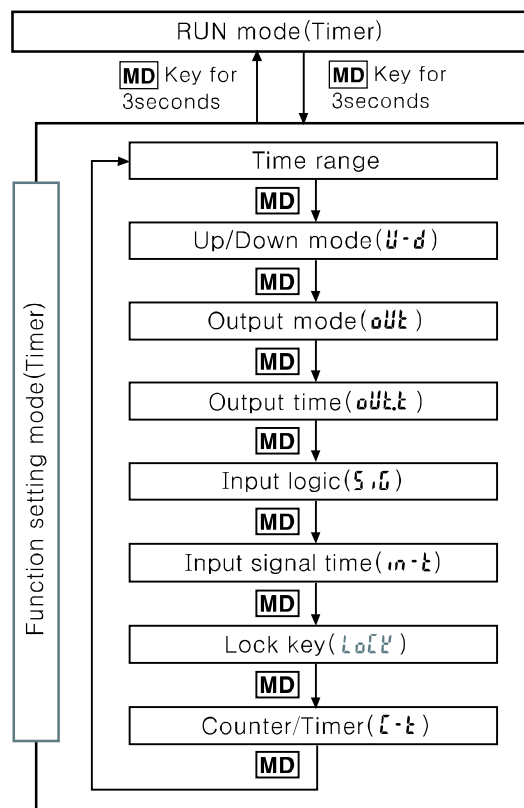 RUN mode(Timer)
MD Key for
3seconds
MD Key for
3seconds
Function setting mode(Timer)
Time range
MD
Up/Down mode(U-d)
MD
Output mode(oUt)
MD
Output time(oUt.t)
MD
Input logic(SiG)
MD
Input signal time(in-t)
MD
Lock key(LoCK)
MD
Counter/Timer(C-t)
MD